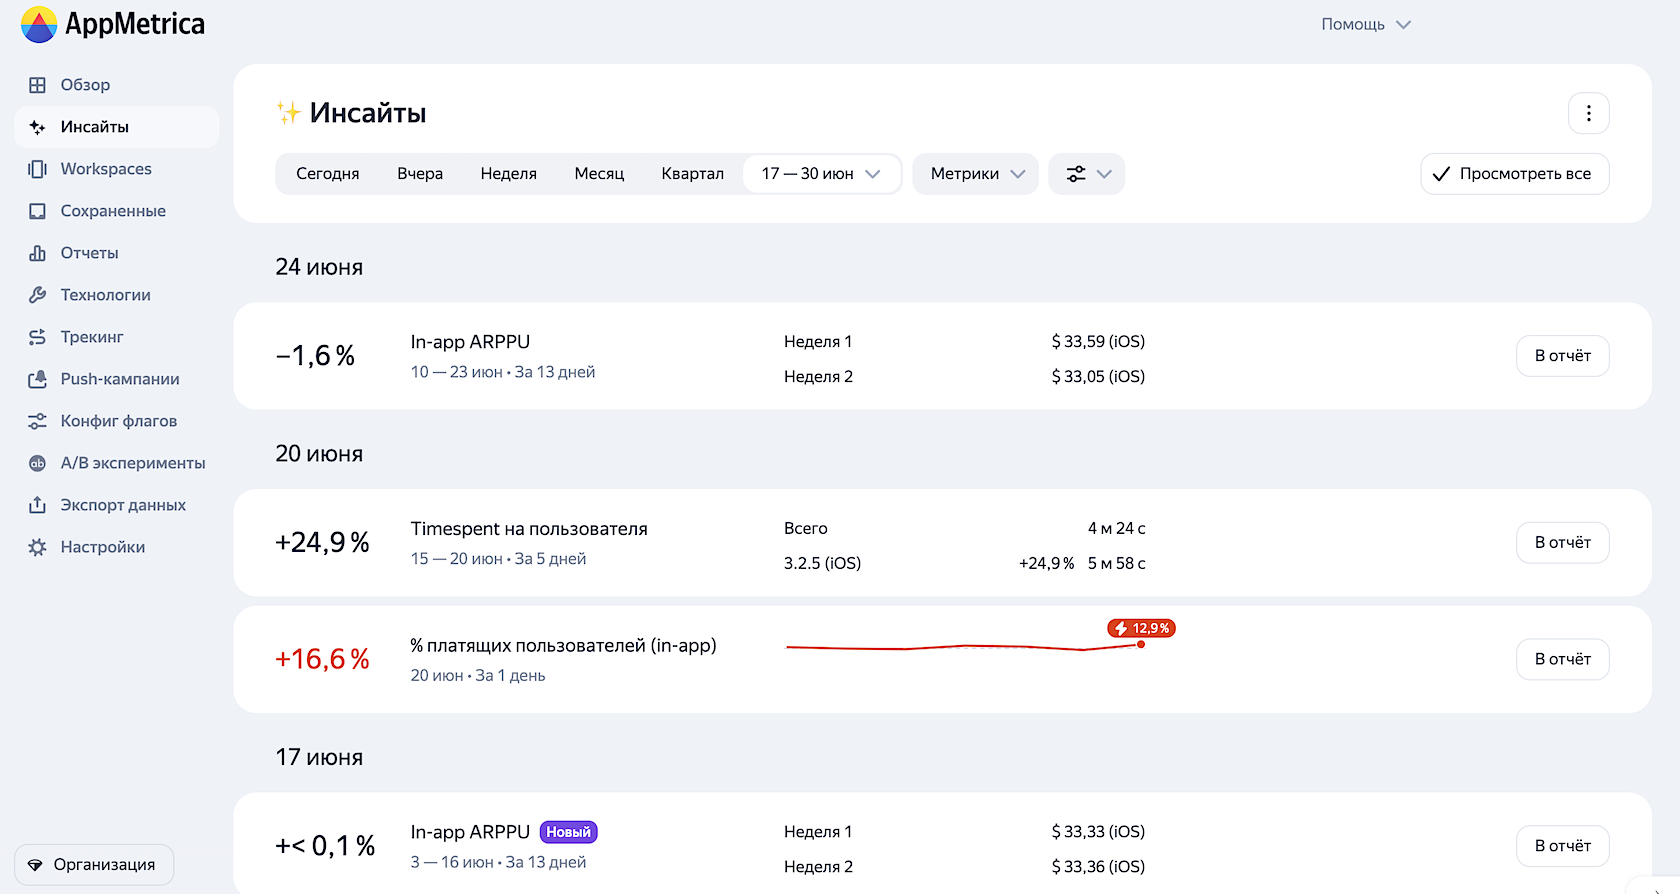 AppMetrica
Помощь
Обзор
Инсайты
Workspaces
Сохраненные
Отчеты
Технологии
Трекинг
Push-кампании
Конфиг флагов
A/B эксперименты
Экспорт данных
Настройки
Организация
Инсайты
Сегодня Вчера Неделя Месяц Квартал 17 — 30 июн Метрики Просмотреть все
24 июня
−1,6 % In-app ARPPU Неделя 1 $ 33,59 (iOS) В отчёт
10 — 23 июн • За 13 дней Неделя 2 $ 33,05 (iOS)
20 июня
+24,9 % Timespent на пользователя Всего 4 м 24 с В отчёт
15 — 20 июн • За 5 дней 3.2.5 (iOS) +24,9 % 5 м 58 с
+16,6 % % платящих пользователей (in-app) 12,9 % В отчёт
20 июн • За 1 день
17 июня
+< 0,1 % In-app ARPPU Новый Неделя 1 $ 33,33 (iOS) В отчёт
3 — 16 июн • За 13 дней Неделя 2 $ 33,36 (iOS)